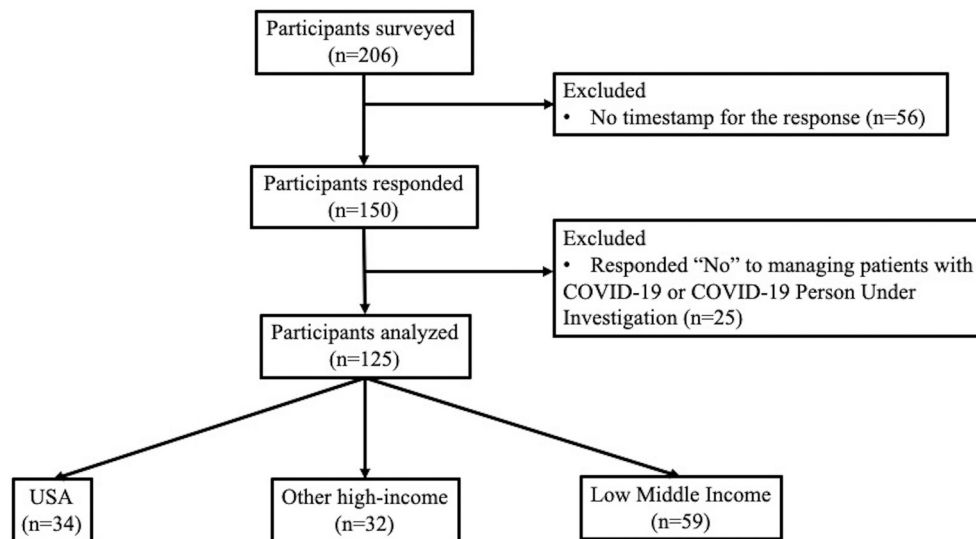 Participants surveyed
(n=206)
Excluded
• No timestamp for the response (n=56)
Participants responded
(n=150)
Excluded
• Responded “No” to managing patients with
COVID-19 or COVID-19 Person Under
Investigation (n=25)
Participants analyzed
(n=125)
USA
(n=34)
Other high-income
(n=32)
Low Middle Income
(n=59)